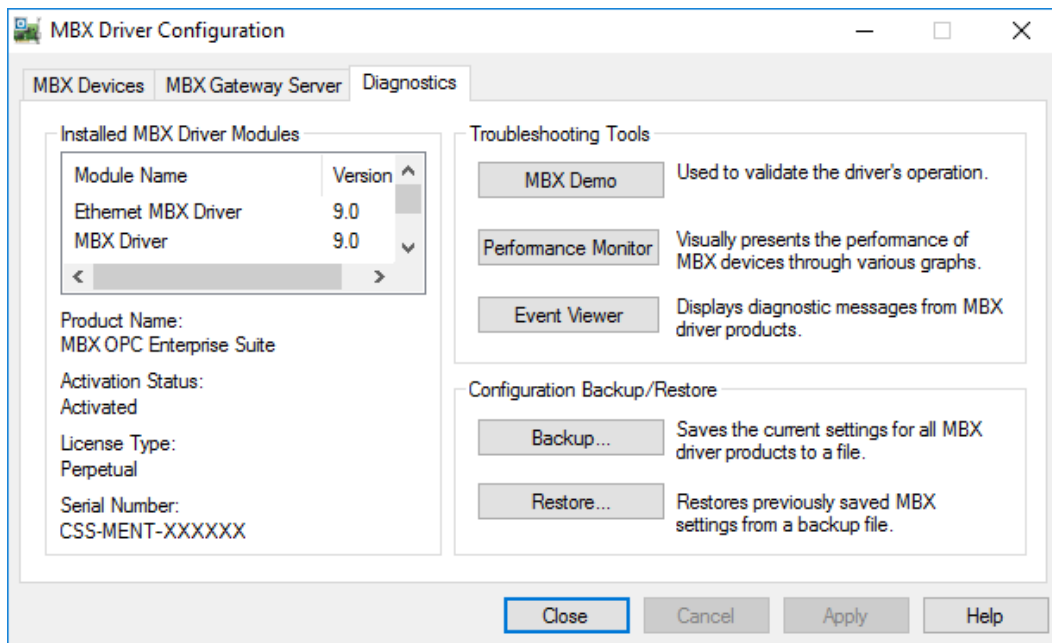 MBX Driver Configuration
MBX Devices
MBX Gateway Server
Diagnostics
Installed MBX Driver Modules
Module Name Version
Ethernet MBX Driver 9.0
MBX Driver 9.0
Product Name:
MBX OPC Enterprise Suite
Activation Status:
Activated
License Type:
Perpetual
Serial Number:
CSS-MENT-XXXXXX
Troubleshooting Tools
MBX Demo
Used to validate the driver's operation.
Performance Monitor
Visually presents the performance of
MBX devices through various graphs.
Event Viewer
Displays diagnostic messages from MBX
driver products.
Configuration Backup/Restore
Backup...
Saves the current settings for all MBX
driver products to a file.
Restore...
Restores previously saved MBX
settings from a backup file.
Close
Cancel
Apply
Help